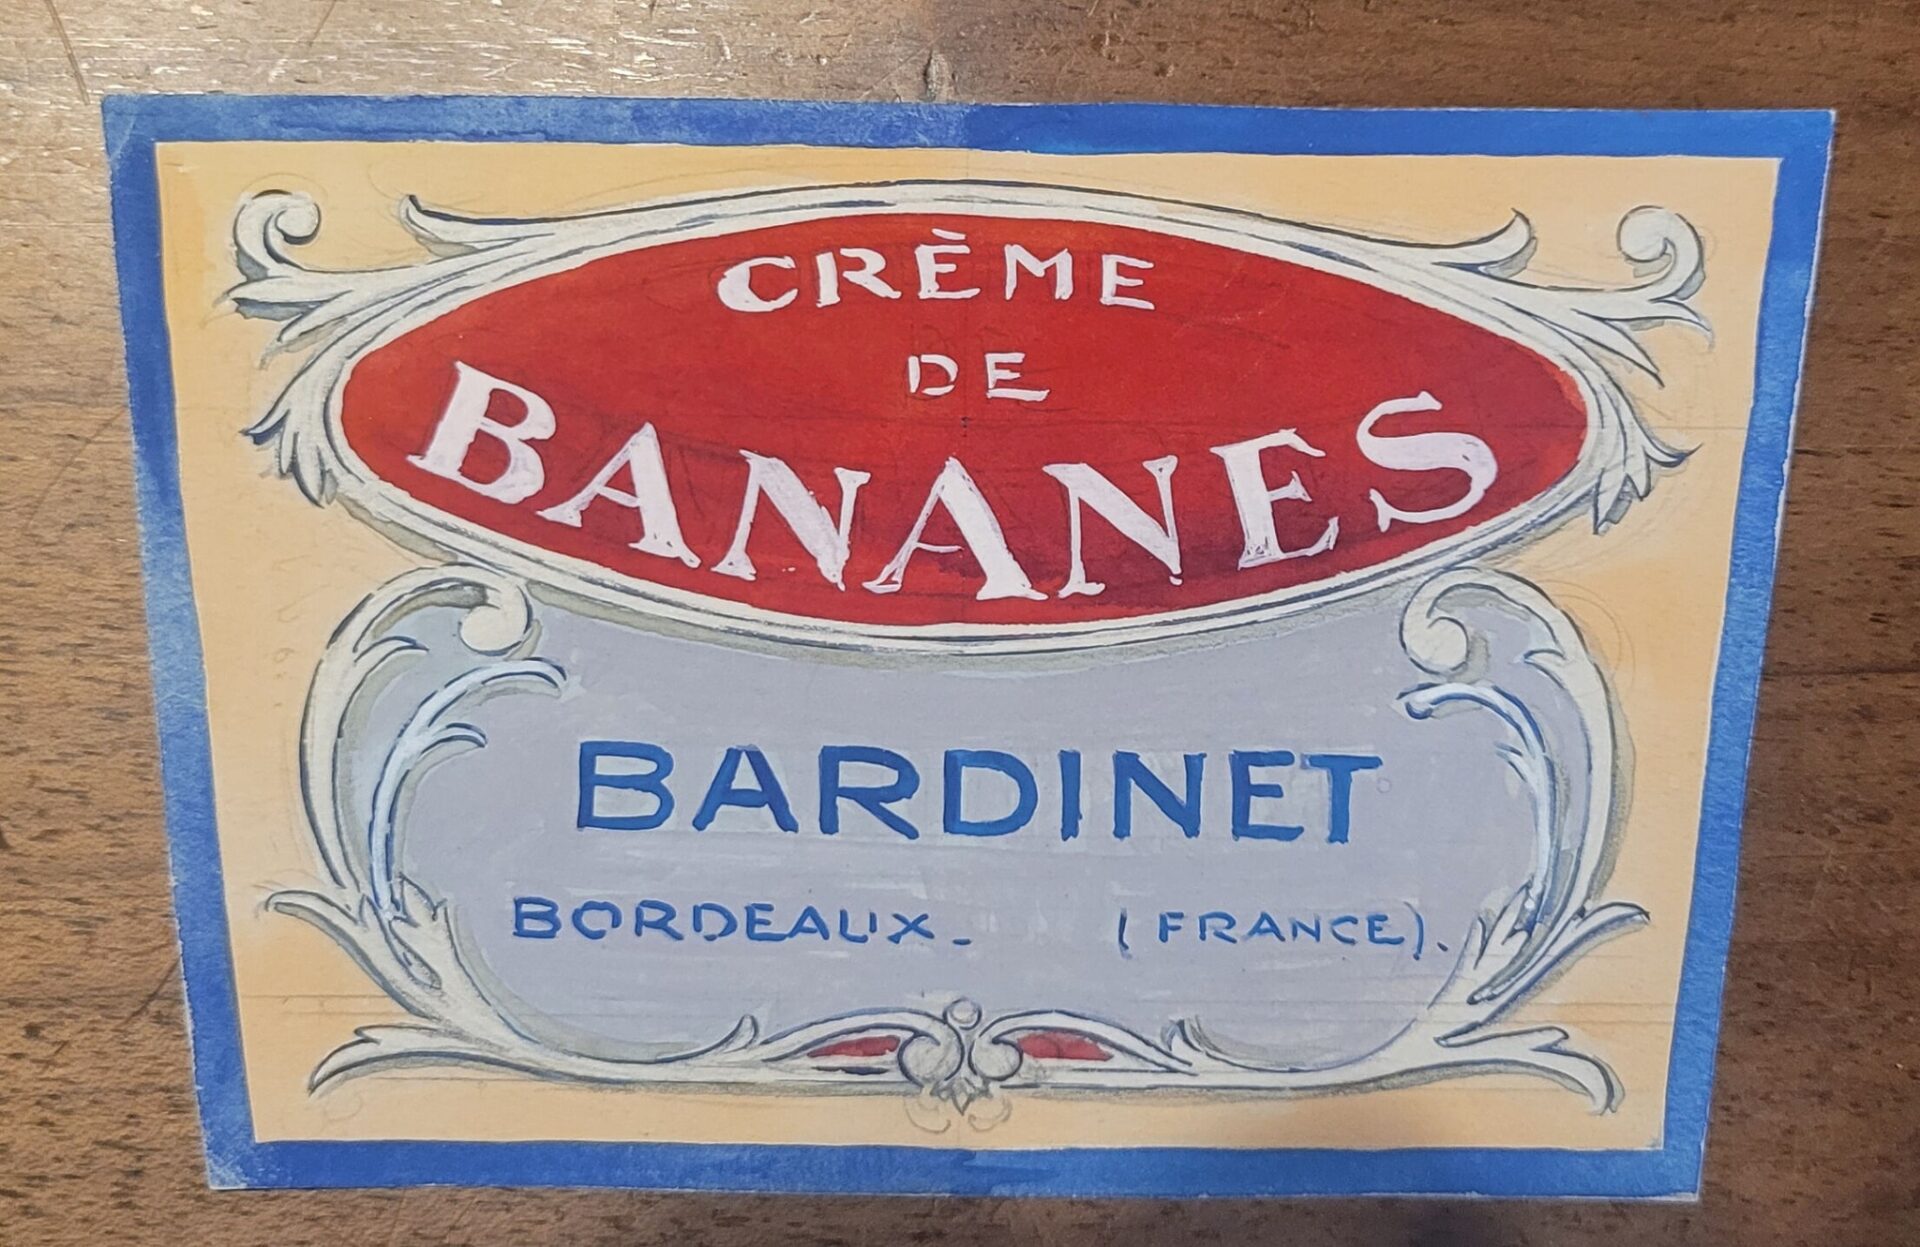 CRÈME
DE
BANANES
BARDINET
BORDEAUX. (FRANCE).